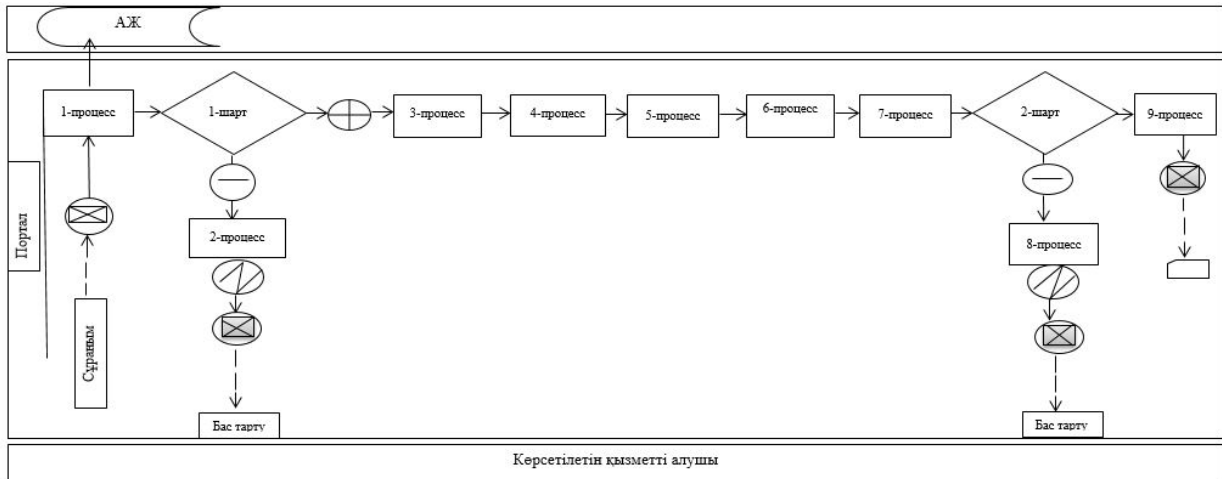 АЖ
1-процесс
1-шарт
3-процесс
4-процесс
5-процесс
6-процесс
7-процесс
2-шарт
9-процесс
Портал
2-процесс
8-процесс
Сұраным
Бас тарту
Бас тарту
Көрсетілетін қызметті алушы